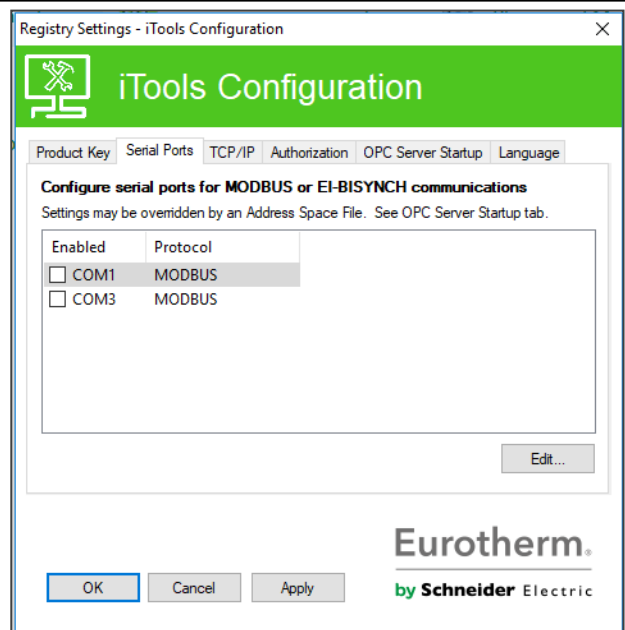 Registry Settings - iTools Configuration
iTools Configuration
Product Key Serial Ports TCP/IP Authorization OPC Server Startup Language
Configure serial ports for MODBUS or EI-BISYNCH communications
Settings may be overridden by an Address Space File. See OPC Server Startup tab.
Enabled Protocol
COM1 MODBUS
COM3 MODBUS
Edit...
Eurotherm.
by Schneider Electric
OK Cancel Apply